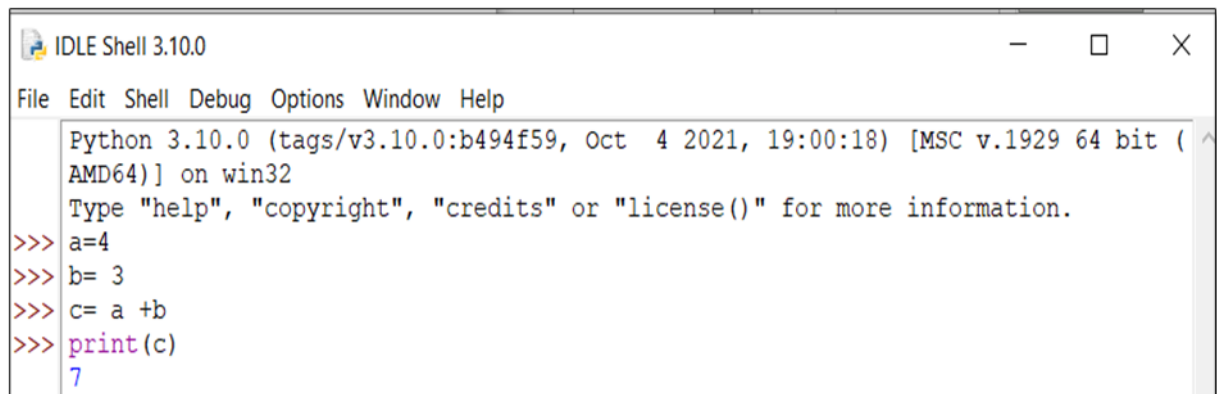 IDLE Shell 3.10.0
File Edit Shell Debug Options Window Help
Python 3.10.0 (tags/v3.10.0:b494f59, Oct  4 2021, 19:00:18) [MSC v.1929 64 bit (
AMD64)] on win32
Type "help", "copyright", "credits" or "license()" for more information.
>>> a=4
>>> b= 3
>>> c= a +b
>>> print(c)
7